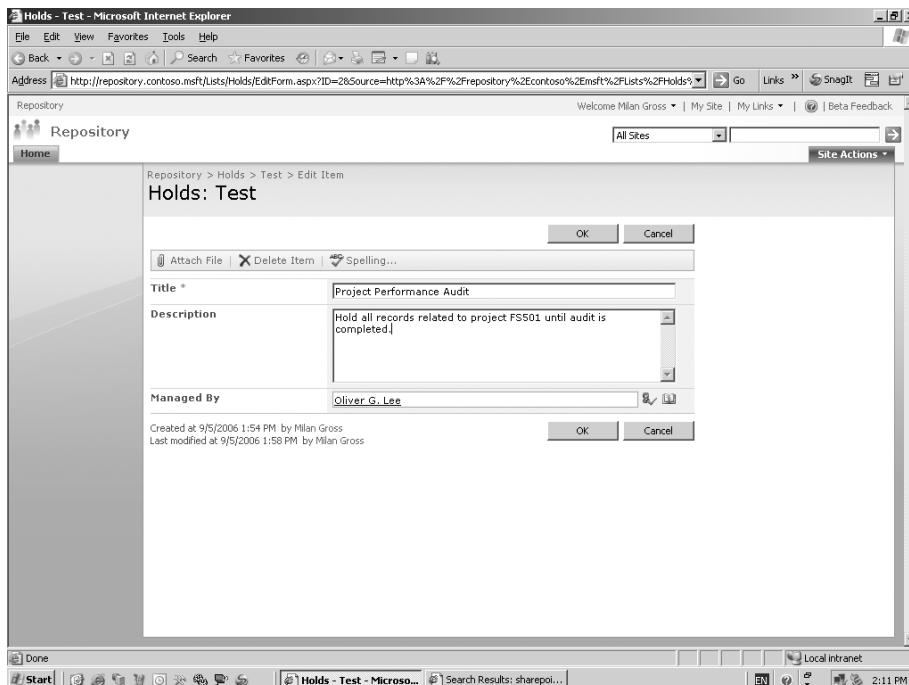 Holds - Test - Microsoft Internet Explorer
File Edit View Favorites Tools Help
Back Search Favorites
Address http://repository.contoso.msft/Lists/Holds/EditForm.aspx?ID=2&Source=http%3A%2F%2Frepository%2Econtoso%2Emsft%2FLists%2FHolds% Go Links » SnagIt
Repository Welcome Milan Gross | My Site | My Links | Beta Feedback
Repository All Sites
Home Site Actions
Repository > Holds > Test > Edit Item
Holds: Test
OK Cancel
Attach File | Delete Item | ABC Spelling...
Title * Project Performance Audit
Description Hold all records related to project FS501 until audit is
completed.
Managed By Oliver G. Lee
Created at 9/5/2006 1:54 PM by Milan Gross OK Cancel
Last modified at 9/5/2006 1:58 PM by Milan Gross
Done Local intranet
Start Holds - Test - Microso... Search Results: sharepoi... EN 2:11 PM